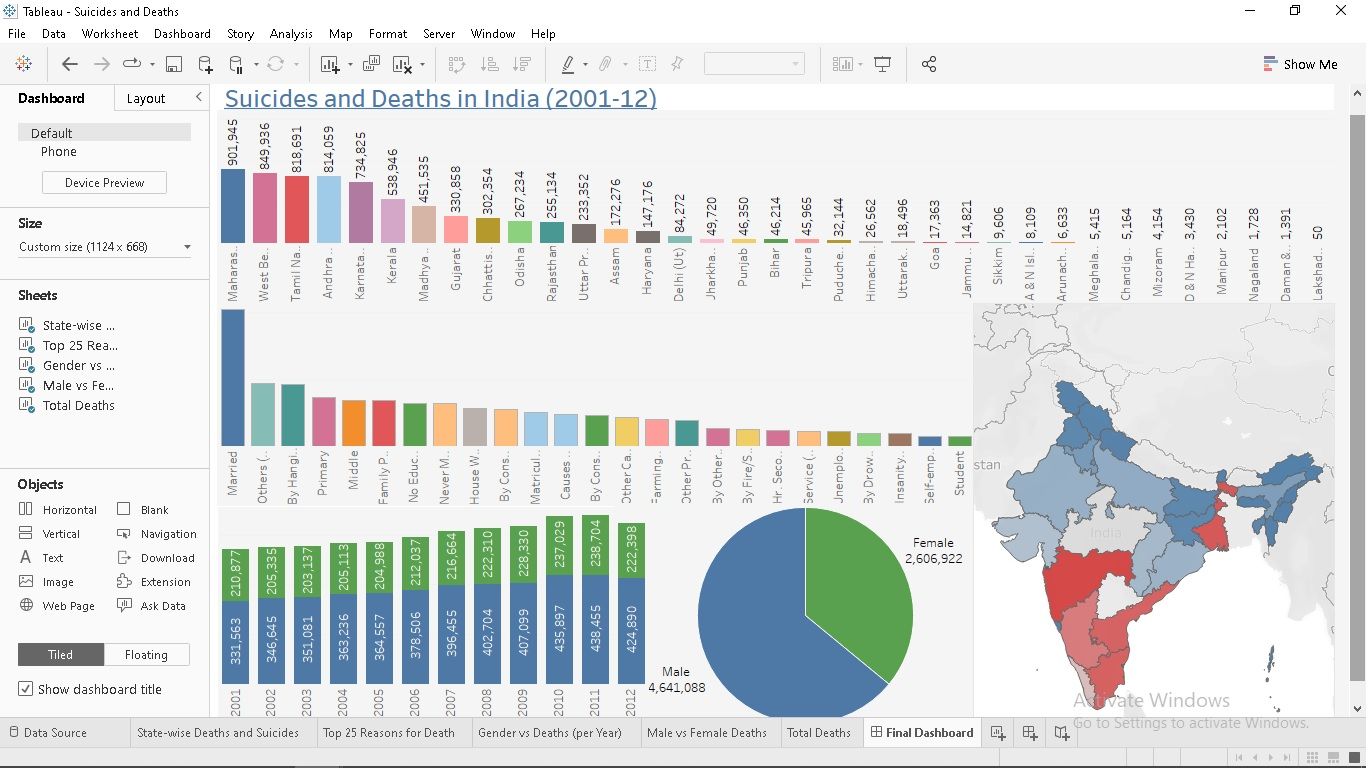 Tableau - Suicides and Deaths
File Data Worksheet Dashboard Story Analysis Map Format Server Window Help
Show Me
Dashboard Layout
Default
Phone
Device Preview
Size
Custom size (1124 x 668)
Sheets
State-wise ...
Top 25 Rea...
Gender vs ...
Male vs Fe...
Total Deaths
Objects
Horizontal Blank
Vertical Navigation
Text Download
Image Extension
Web Page Ask Data
Tiled Floating
Show dashboard title
Suicides and Deaths in India (2001-12)
901,945 849,936 818,691 814,059 734,825 538,946 451,535 330,858 302,354 267,234 255,134 233,352 172,276 147,176 84,272 49,720 46,350 46,214 45,965 32,144 26,562 18,496 17,363 14,821 9,606 8,109 6,633 5,415 5,164 4,154 3,430 2,102 1,728 1,391 50
Maharas.. West Be.. Tamil Na.. Andhra .. Karnata.. Kerala Madhya .. Gujarat Chhattis.. Odisha Rajasthan Uttar Pr.. Assam Haryana Delhi (Ut) Jharkha.. Punjab Bihar Tripura Puduche.. Himacha.. Uttarak.. Goa Jammu .. Sikkim A & N Isl.. Arunach.. Meghala.. Chandig.. Mizoram D & N Ha.. Manipur Nagaland Daman &.. Lakshad..
Married Others (.. By Hangi.. Primary Middle Family P.. No Educ.. Never M.. House W.. By Cons.. Matricul.. Causes .. By Cons.. Other Ca.. Farming.. Other Pr.. By Other.. By Fire/S.. Hr. Seco.. Service (.. Unemplo.. By Drow.. Insanity.. Self-emp.. Student
210,877 205,335 203,137 205,113 204,988 212,037 216,664 222,310 228,330 237,029 238,704 222,398
331,563 346,645 351,081 363,236 364,557 378,506 396,455 402,704 407,099 435,897 438,455 424,890
2001 2002 2003 2004 2005 2006 2007 2008 2009 2010 2011 2012
Female
2,606,922
Male
4,641,088
stan
India
Activate Windows
Go to Settings to activate Windows.
Data Source State-wise Deaths and Suicides Top 25 Reasons for Death Gender vs Deaths (per Year) Male vs Female Deaths Total Deaths Final Dashboard